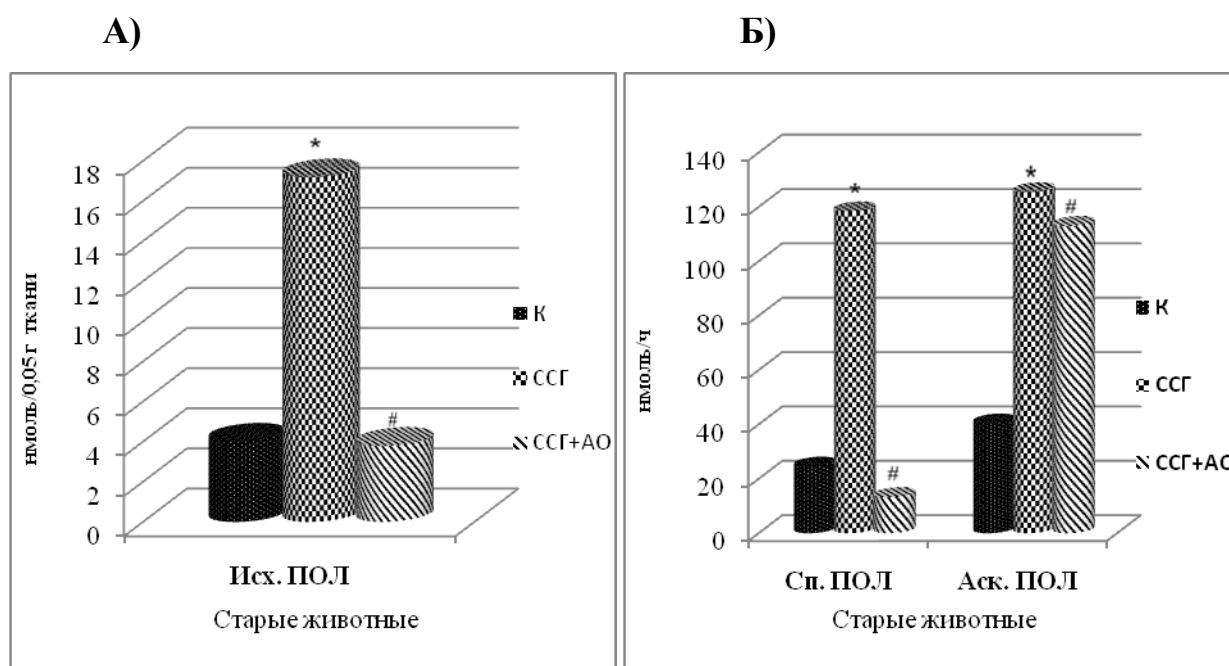 А)
*
18
16
14
12
10
8
6
4
2
0
нмоль/0,05 г ткани
#
К
ССГ
ССГ+АО
Исх. ПОЛ
Старые животные
Б)
140
120
100
80
60
40
20
0
нмоль/ч
*
#
*
#
К
ССГ
ССГ+АО
Сп. ПОЛ Аск. ПОЛ
Старые животные